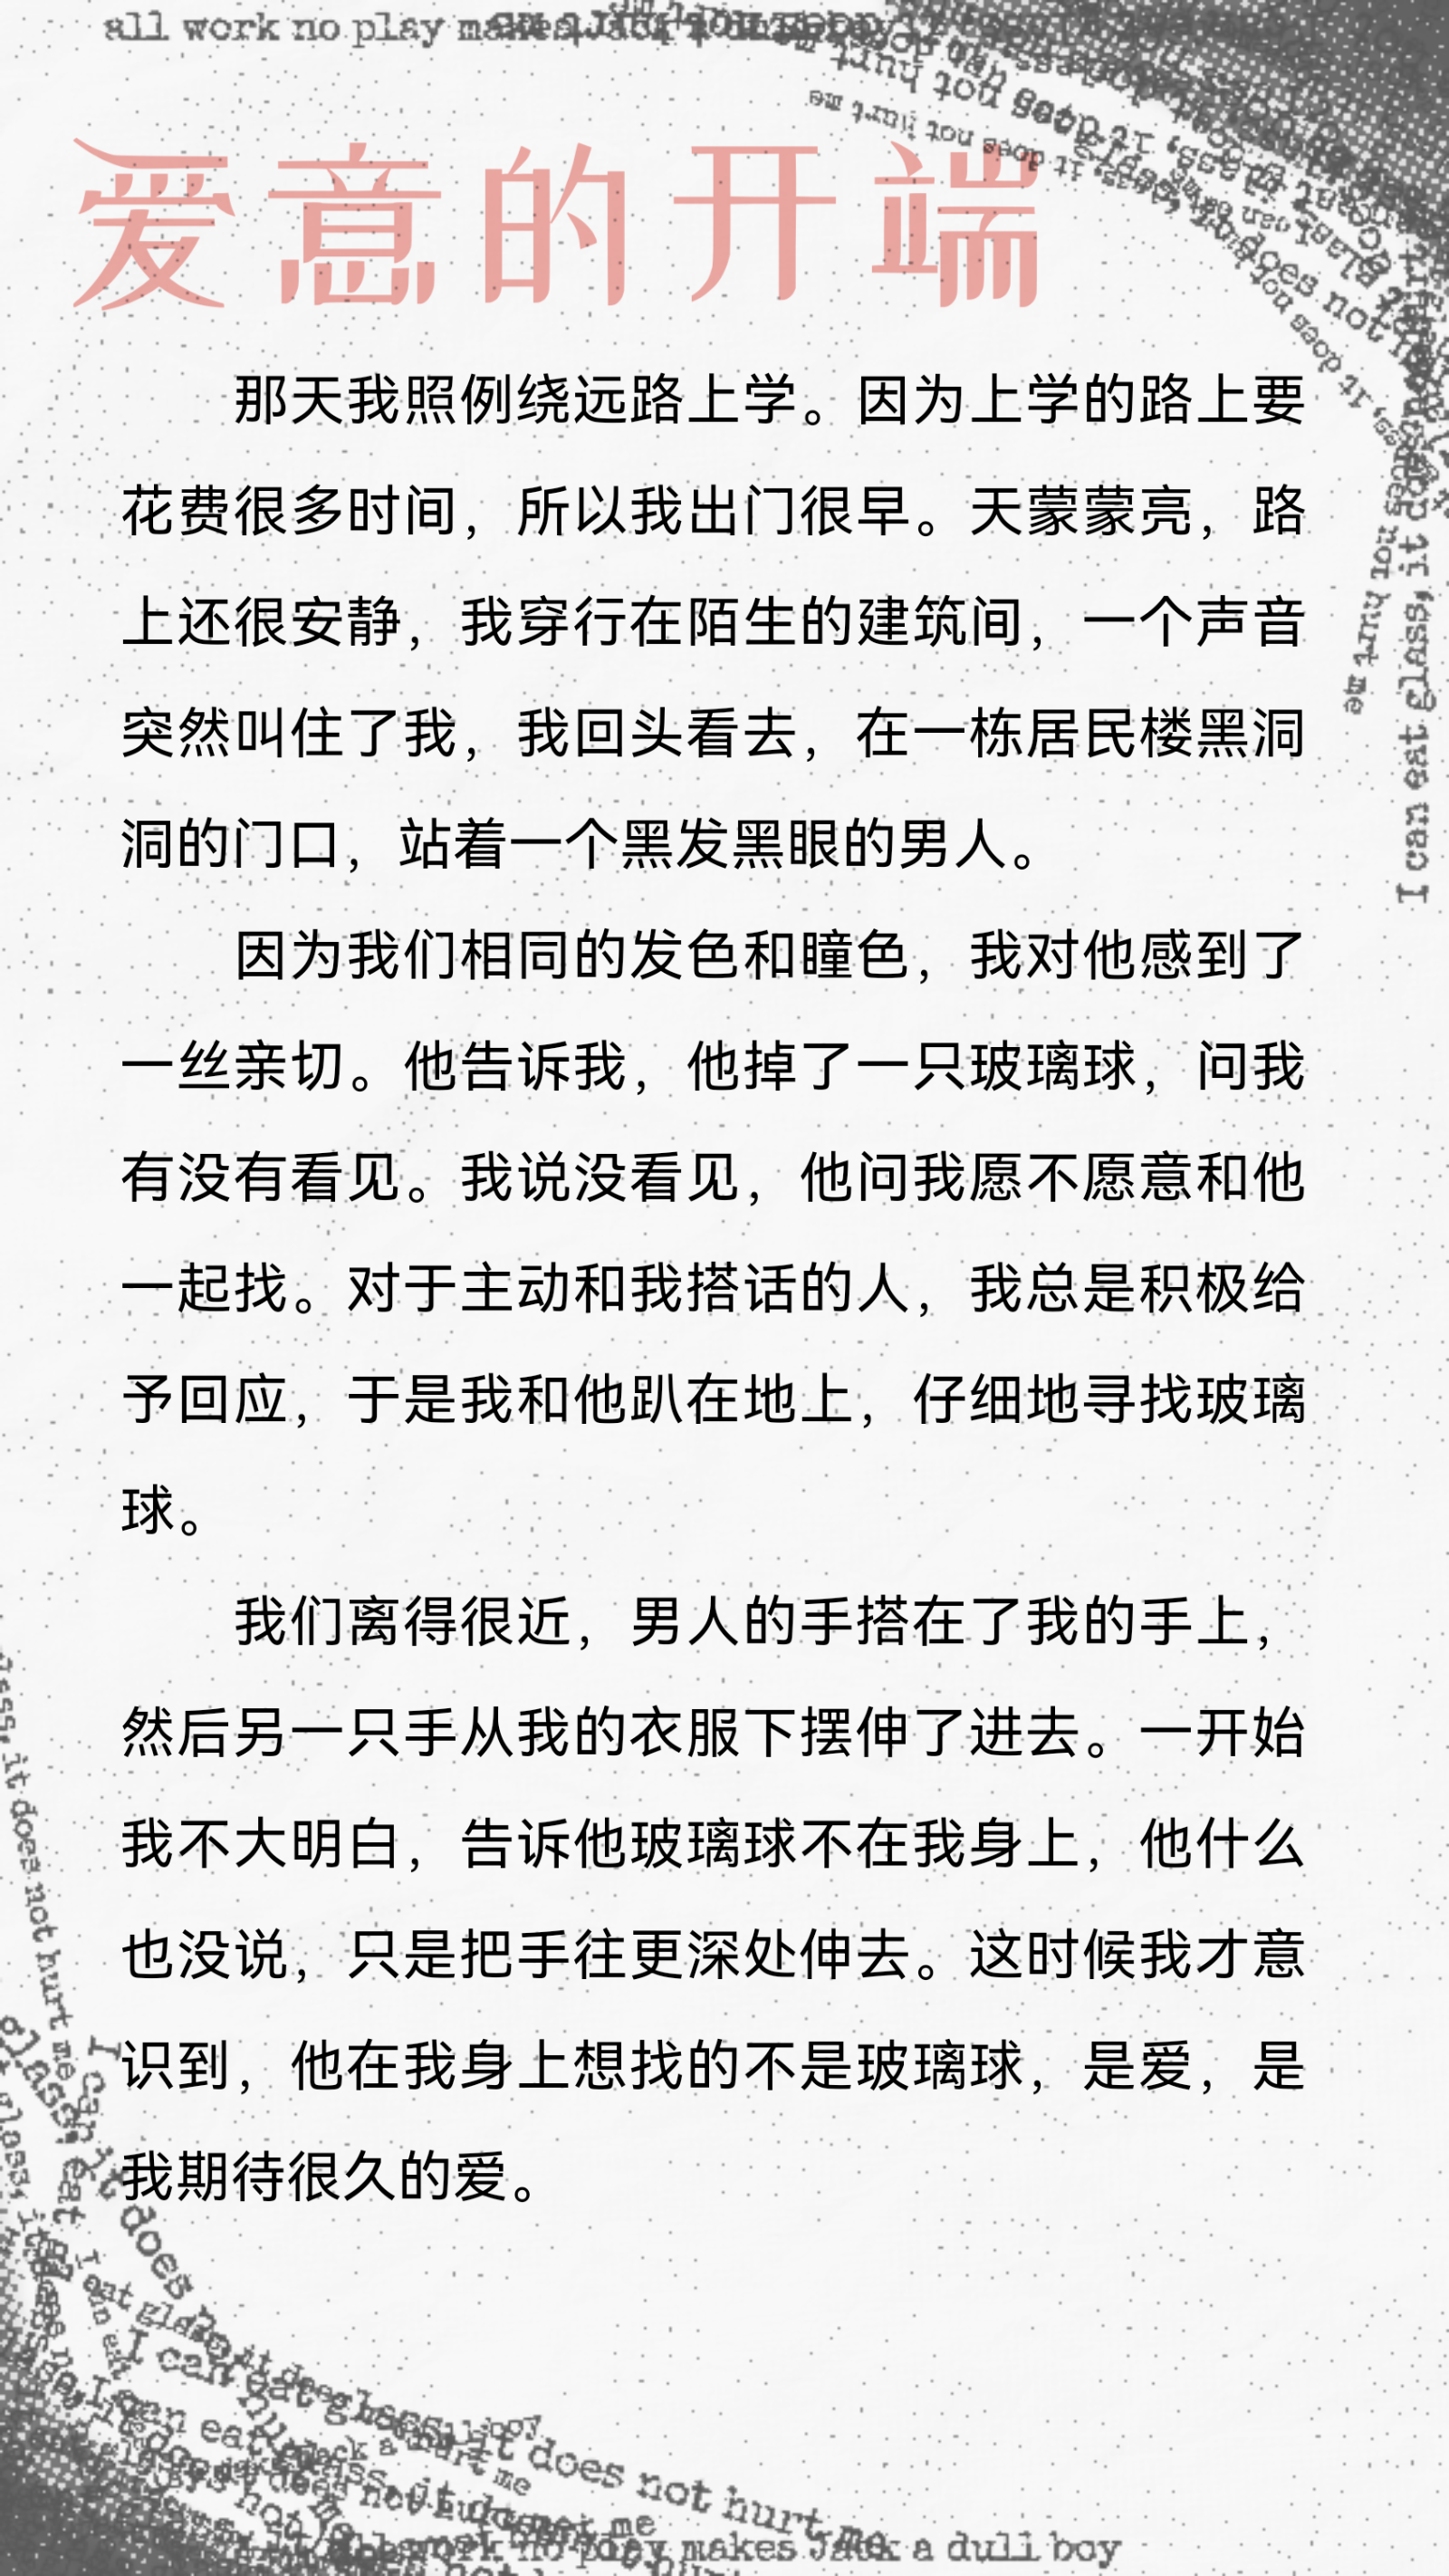 all work no play makes Jack a dull boy
爱意的开端
那天我照例绕远路上学。因为上学的路上要
花费很多时间，所以我出门很早。天蒙蒙亮，路
上还很安静，我穿行在陌生的建筑间，一个声音
突然叫住了我，我回头看去，在一栋居民楼黑洞
洞的门口，站着一个黑发黑眼的男人。
因为我们相同的发色和瞳色，我对他感到了
一丝亲切。他告诉我，他掉了一只玻璃球，问我
有没有看见。我说没看见，他问我愿不愿意和他
一起找。对于主动和我搭话的人，我总是积极给
予回应，于是我和他趴在地上，仔细地寻找玻璃
球。
我们离得很近，男人的手搭在了我的手上，
然后另一只手从我的衣服下摆伸了进去。一开始
我不大明白，告诉他玻璃球不在我身上，他什么
也没说，只是把手往更深处伸去。这时候我才意
识到，他在我身上想找的不是玻璃球，是爱，是
我期待很久的爱。
I can eat glass, it does not hurt me
I can eat glass, it does not hurt me
all work no play makes Jack a dull boy